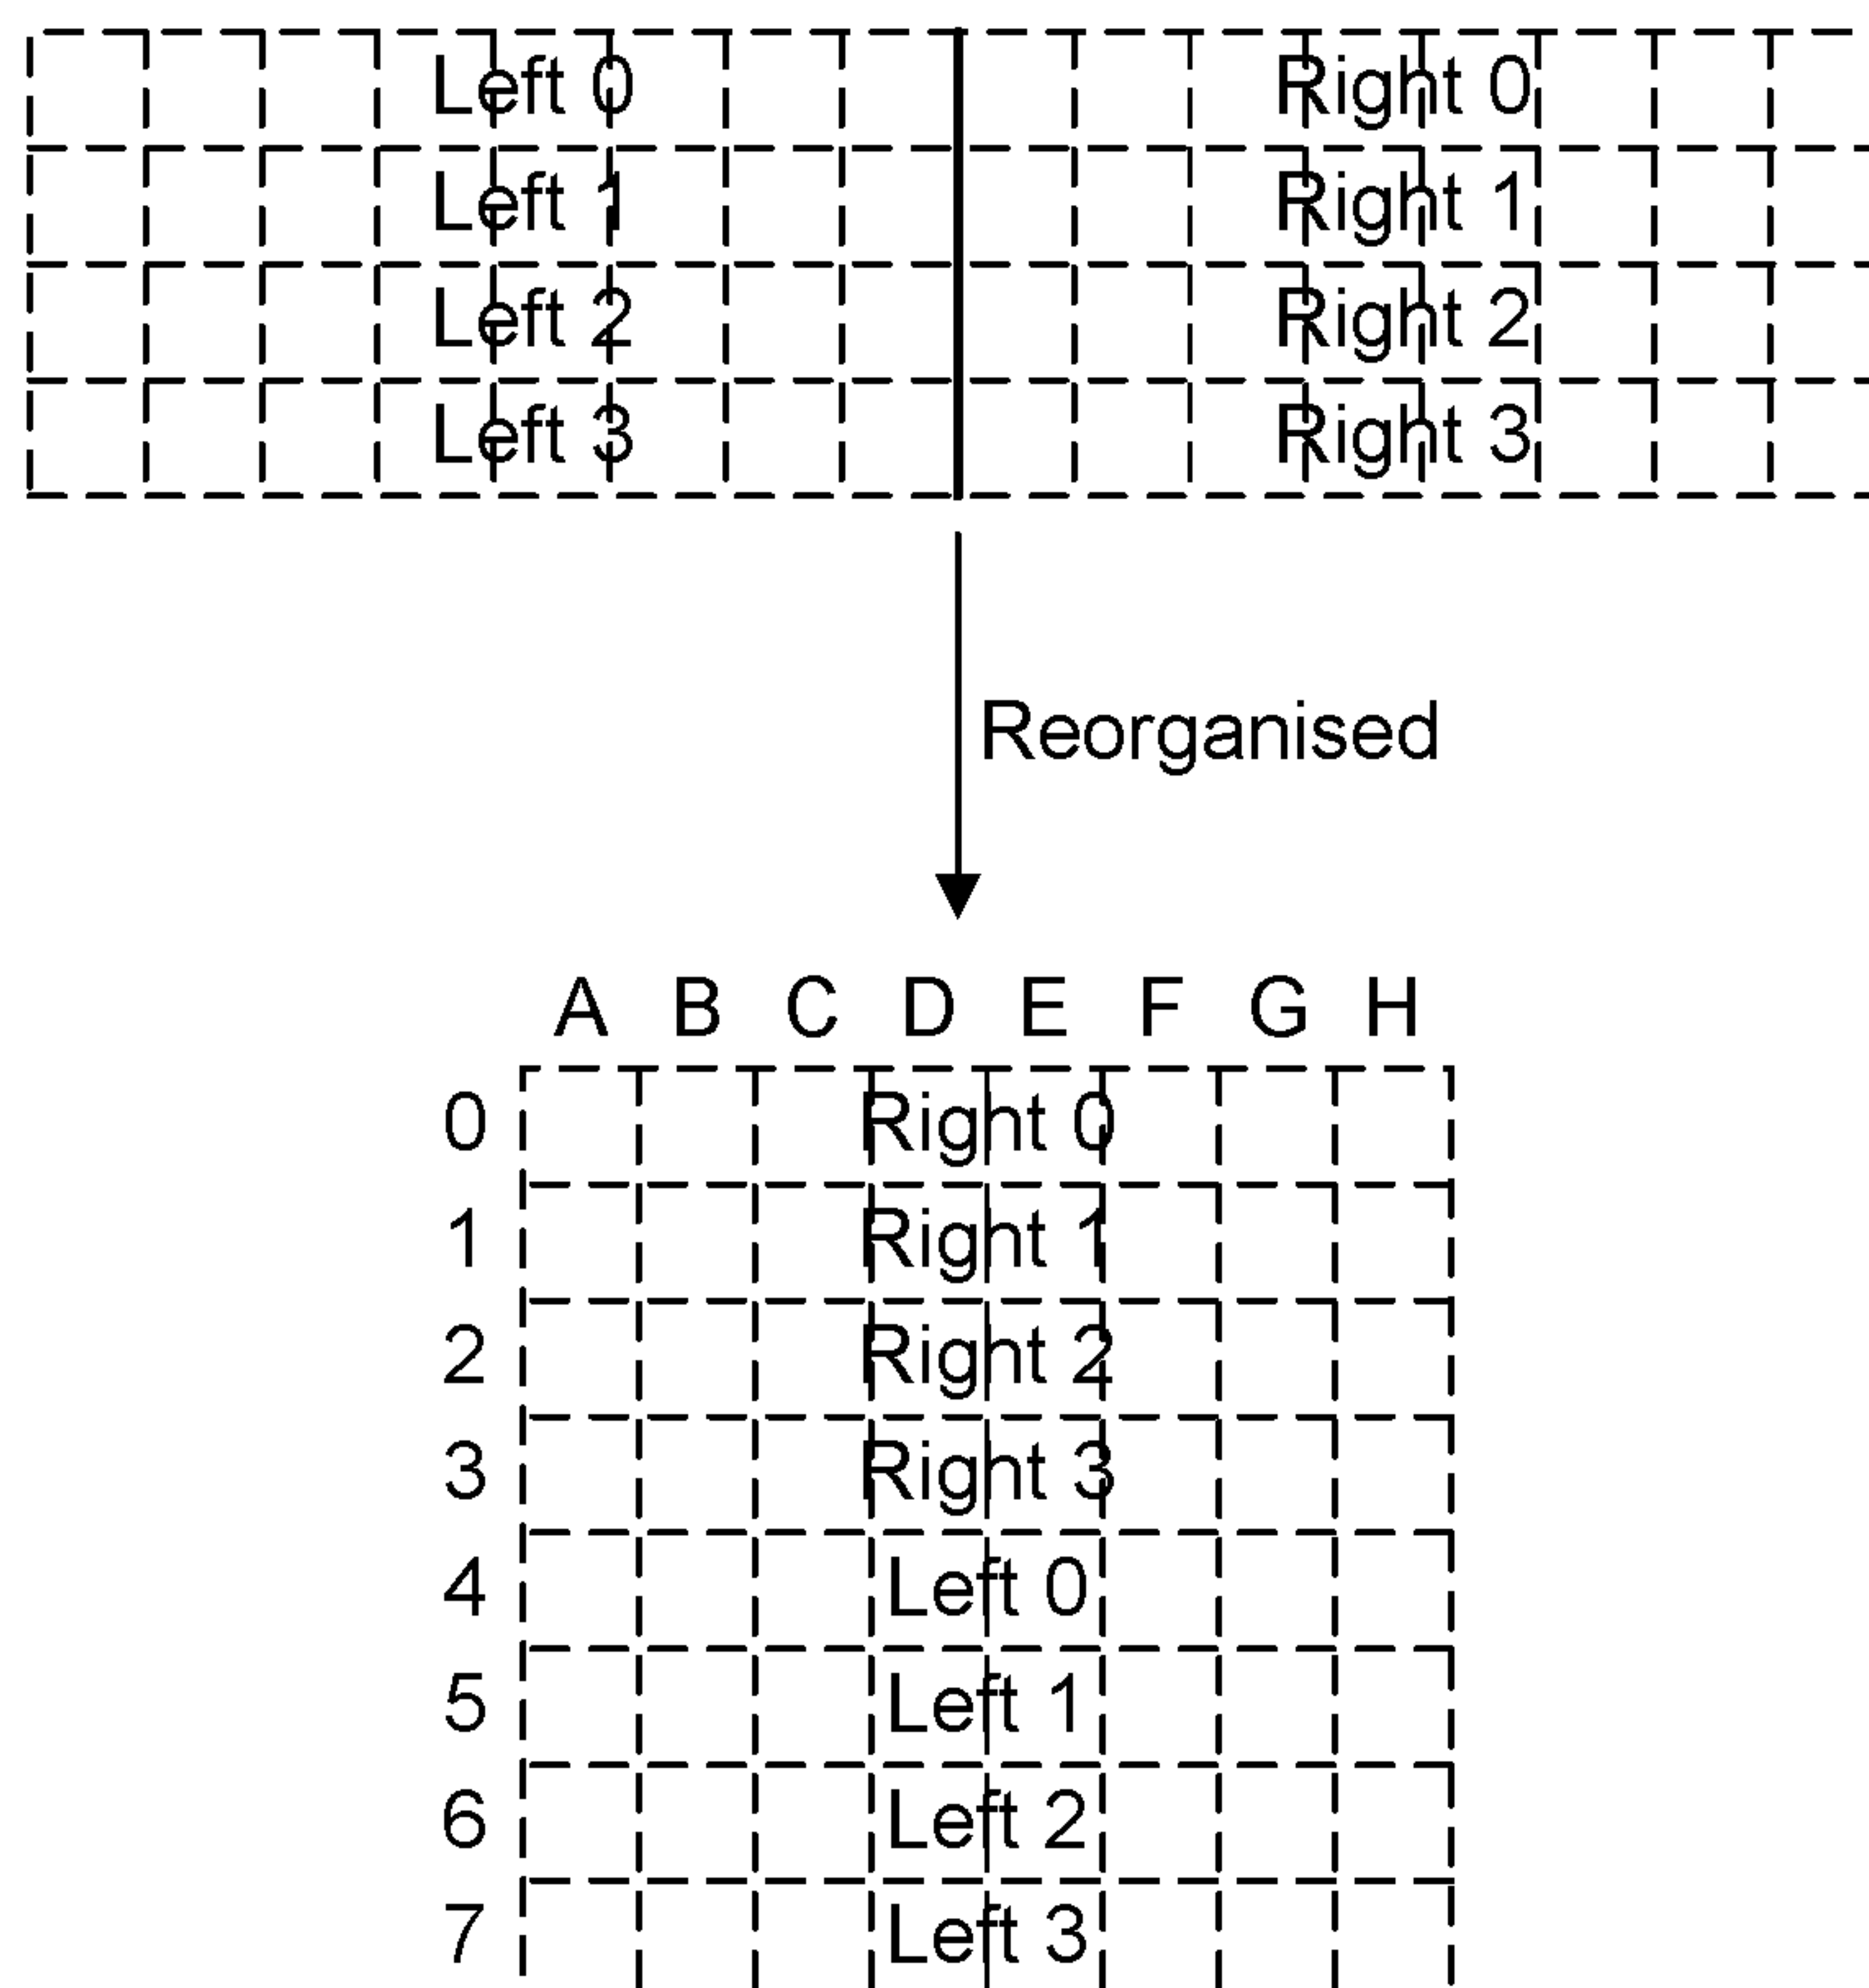 Left 0 Right 0
Left 1 Right 1
Left 2 Right 2
Left 3 Right 3
Reorganised
A B C D E F G H
0 Right 0
1 Right 1
2 Right 2
3 Right 3
4 Left 0
5 Left 1
6 Left 2
7 Left 3